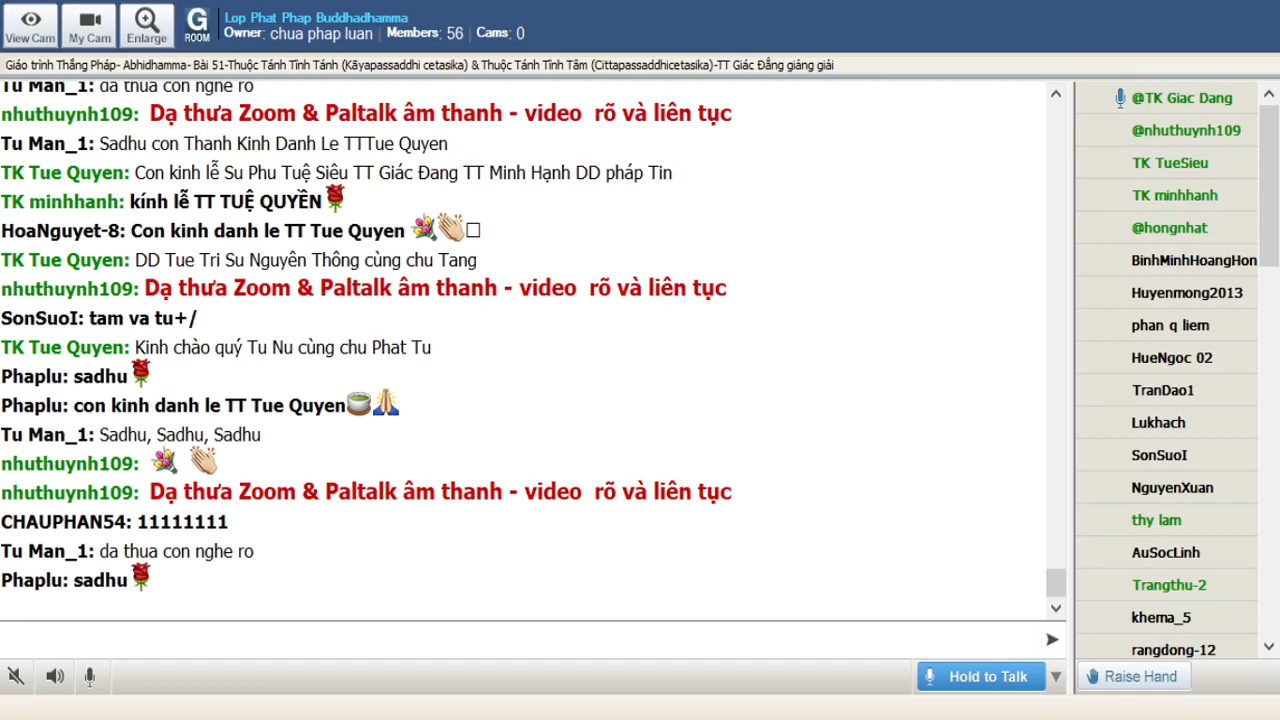 View Cam
My Cam
Enlarge
G
ROOM
Lop Phat Phap Buddhadhamma
Owner: chua phap luan | Members: 56 | Cams: 0
Giáo trình Thắng Pháp- Abhidhamma- Bài 51-Thuộc Tánh Tĩnh Tánh (Kāyapassaddhi cetasika) & Thuộc Tánh Tĩnh Tâm (Cittapassaddhicetasika)-TT Giác Đẳng giảng giải
Tu Man_1: da thua con nghe ro
nhuthuynh109: Dạ thưa Zoom & Paltalk âm thanh - video rõ và liên tục
Tu Man_1: Sadhu con Thanh Kinh Danh Le TTTue Quyen
TK Tue Quyen: Con kinh lễ Su Phu Tuệ Siêu TT Giác Đang TT Minh Hạnh DD pháp Tin
TK minhhanh: kính lễ TT TUỆ QUYỀN🌹
HoaNguyet-8: Con kinh danh le TT Tue Quyen 💐👏□
TK Tue Quyen: DD Tue Tri Su Nguyên Thông cùng chu Tang
nhuthuynh109: Dạ thưa Zoom & Paltalk âm thanh - video rõ và liên tục
SonSuoI: tam va tu+/
TK Tue Quyen: Kinh chào quý Tu Nu cùng chu Phat Tu
Phaplu: sadhu🌹
Phaplu: con kinh danh le TT Tue Quyen🍵🙏
Tu Man_1: Sadhu, Sadhu, Sadhu
nhuthuynh109: 💐 👏
nhuthuynh109: Dạ thưa Zoom & Paltalk âm thanh - video rõ và liên tục
CHAUPHAN54: 11111111
Tu Man_1: da thua con nghe ro
Phaplu: sadhu🌹
Hold to Talk
@TK Giac Dang
@nhuthuynh109
TK TueSieu
TK minhhanh
@hongnhat
BinhMinhHoangHon
Huyenmong2013
phan q liem
HueNgoc 02
TranDao1
Lukhach
SonSuoI
NguyenXuan
thy lam
AuSocLinh
Trangthu-2
khema_5
rangdong-12
Raise Hand